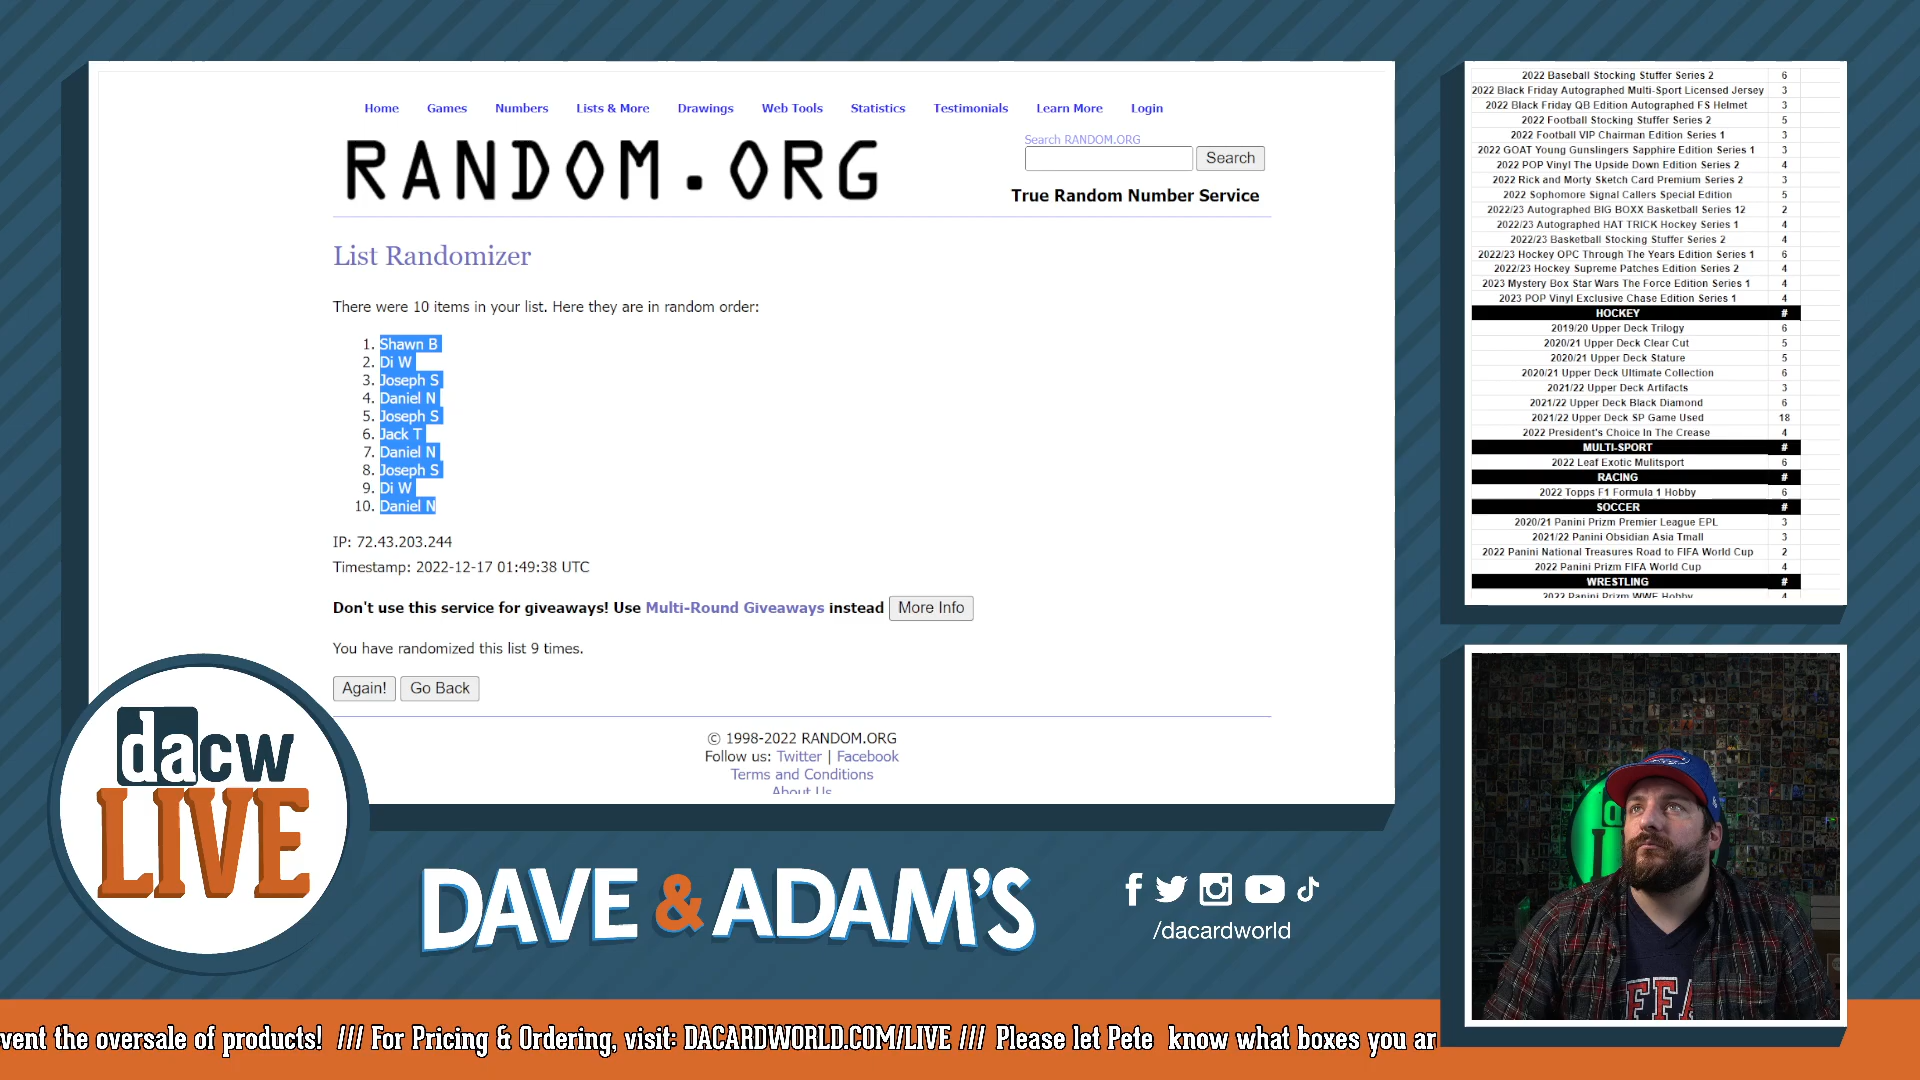 Home Games Numbers Lists & More Drawings Web Tools Statistics Testimonials Learn More Login
RANDOM.ORG
Search RANDOM.ORG
Search
True Random Number Service
List Randomizer
There were 10 items in your list. Here they are in random order:
1. Shawn B
2. Di W
3. Joseph S
4. Daniel N
5. Joseph S
6. Jack T
7. Daniel N
8. Joseph S
9. Di W
10. Daniel N
IP: 72.43.203.244
Timestamp: 2022-12-17 01:49:38 UTC
Don't use this service for giveaways! Use Multi-Round Giveaways instead More Info
You have randomized this list 9 times.
Again! Go Back
© 1998-2022 RANDOM.ORG
Follow us: Twitter | Facebook
Terms and Conditions
About Us
2022 Baseball Stocking Stuffer Series 2 6
2022 Black Friday Autographed Multi-Sport Licensed Jersey 3
2022 Black Friday QB Edition Autographed FS Helmet 3
2022 Football Stocking Stuffer Series 2 5
2022 Football VIP Chairman Edition Series 1 3
2022 GOAT Young Gunslingers Sapphire Edition Series 1 3
2022 POP Vinyl The Upside Down Edition Series 2 4
2022 Rick and Morty Sketch Card Premium Series 2 3
2022 Sophomore Signal Callers Special Edition 5
2022/23 Autographed BIG BOXX Basketball Series 12 2
2022/23 Autographed HAT TRICK Hockey Series 1 4
2022/23 Basketball Stocking Stuffer Series 2 4
2022/23 Hockey OPC Through The Years Edition Series 1 6
2022/23 Hockey Supreme Patches Edition Series 2 4
2023 Mystery Box Star Wars The Force Edition Series 1 4
2023 POP Vinyl Exclusive Chase Edition Series 1 4
HOCKEY #
2019/20 Upper Deck Trilogy 6
2020/21 Upper Deck Clear Cut 5
2020/21 Upper Deck Stature 5
2020/21 Upper Deck Ultimate Collection 6
2021/22 Upper Deck Artifacts 3
2021/22 Upper Deck Black Diamond 6
2021/22 Upper Deck SP Game Used 18
2022 President's Choice In The Crease 4
MULTI-SPORT #
2022 Leaf Exotic Mulitsport 6
RACING #
2022 Topps F1 Formula 1 Hobby 6
SOCCER #
2020/21 Panini Prizm Premier League EPL 3
2021/22 Panini Obsidian Asia Tmall 3
2022 Panini National Treasures Road to FIFA World Cup 2
2022 Panini Prizm FIFA World Cup 4
WRESTLING #
2022 Panini Prizm WWE Hobby 4
dacw
LIVE
DAVE & ADAM'S
/dacardworld
vent the oversale of products! /// For Pricing & Ordering, visit: DACARDWORLD.COM/LIVE /// Please let Pete know what boxes you ar